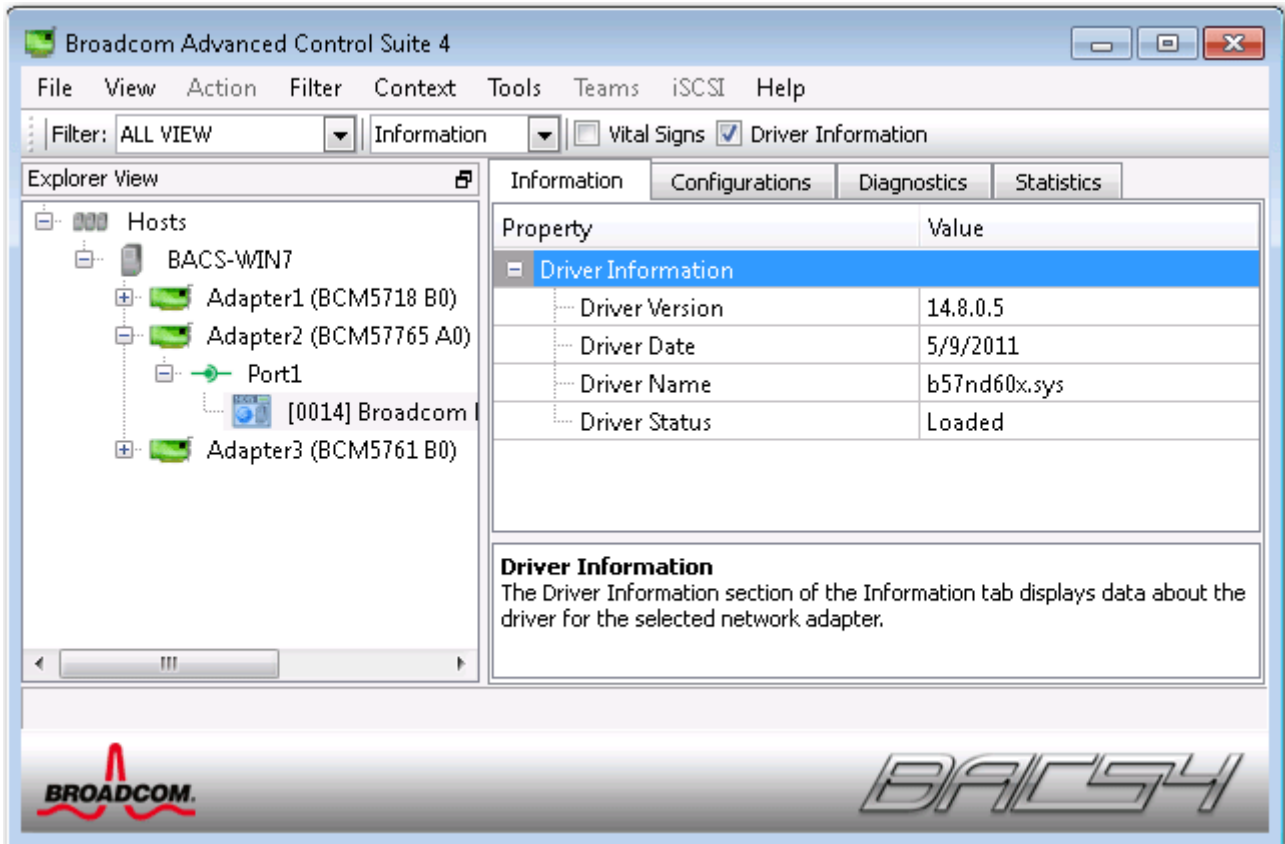 Broadcom Advanced Control Suite 4
File View Action Filter Context Tools Teams iSCSI Help
Filter: ALL VIEW Information Vital Signs Driver Information
Explorer View
Hosts
BACS-WIN7
Adapter1 (BCM5718 B0)
Adapter2 (BCM57765 A0)
Port1
[0014] Broadcom
Adapter3 (BCM5761 B0)
Information Configurations Diagnostics Statistics
Property Value
Driver Information
Driver Version 14.8.0.5
Driver Date 5/9/2011
Driver Name b57nd60x.sys
Driver Status Loaded
Driver Information
The Driver Information section of the Information tab displays data about the
driver for the selected network adapter.
BROADCOM.
BACS4